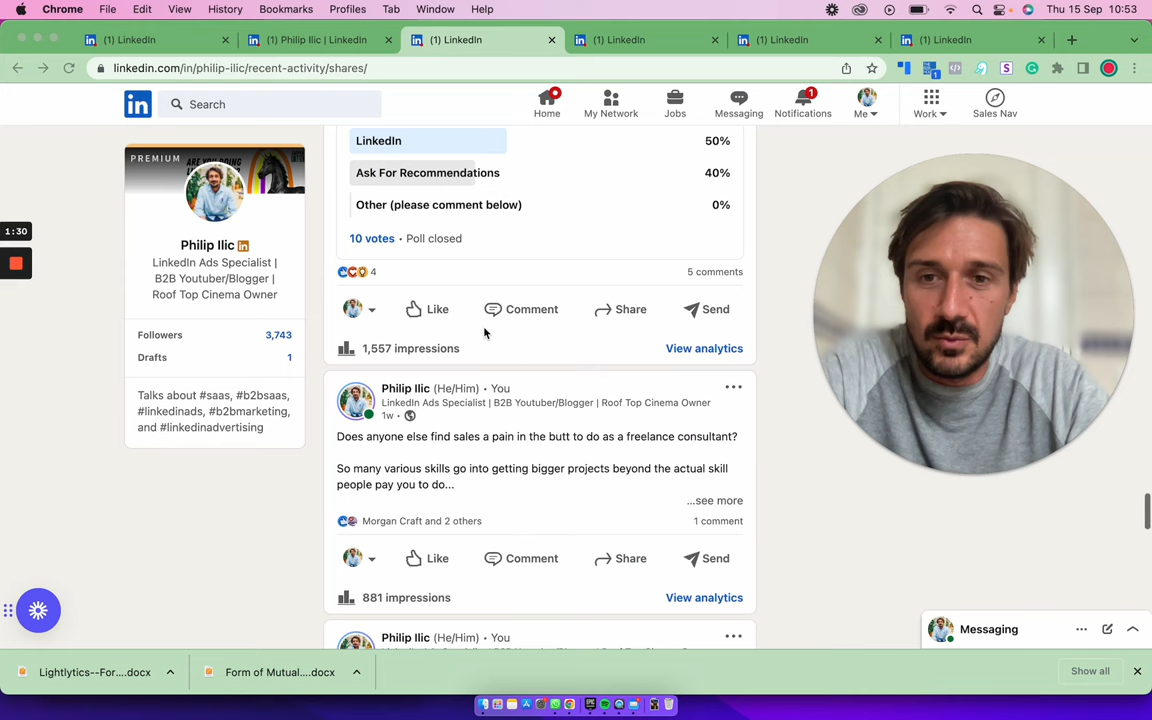 Chrome File Edit View History Bookmarks Profiles Tab Window Help Thu 15 Sep 10:53
(1) LinkedIn
(1) Philip Ilic | LinkedIn
(1) LinkedIn
(1) LinkedIn
(1) LinkedIn
(1) LinkedIn
linkedin.com/in/philip-ilic/recent-activity/shares/
1
S
in
Search
Home
My Network
Jobs
Messaging
1
Notifications
Me
Work
Sales Nav
1:30
PREMIUM
ARE YOU DOING
Philip Ilic in
LinkedIn Ads Specialist |
B2B Youtuber/Blogger |
Roof Top Cinema Owner
Followers 3,743
Drafts 1
Talks about #saas, #b2bsaas,
#linkedinads, #b2bmarketing,
and #linkedinadvertising
LinkedIn 50%
Ask For Recommendations 40%
Other (please comment below) 0%
10 votes • Poll closed
4 5 comments
Like Comment Share Send
1,557 impressions View analytics
Philip Ilic (He/Him) • You
LinkedIn Ads Specialist | B2B Youtuber/Blogger | Roof Top Cinema Owner
1w •
Does anyone else find sales a pain in the butt to do as a freelance consultant?
So many various skills go into getting bigger projects beyond the actual skill
people pay you to do...
...see more
Morgan Craft and 2 others 1 comment
Like Comment Share Send
881 impressions View analytics
Philip Ilic (He/Him) • You
Messaging
Lightlytics--For....docx
Form of Mutual....docx
Show all